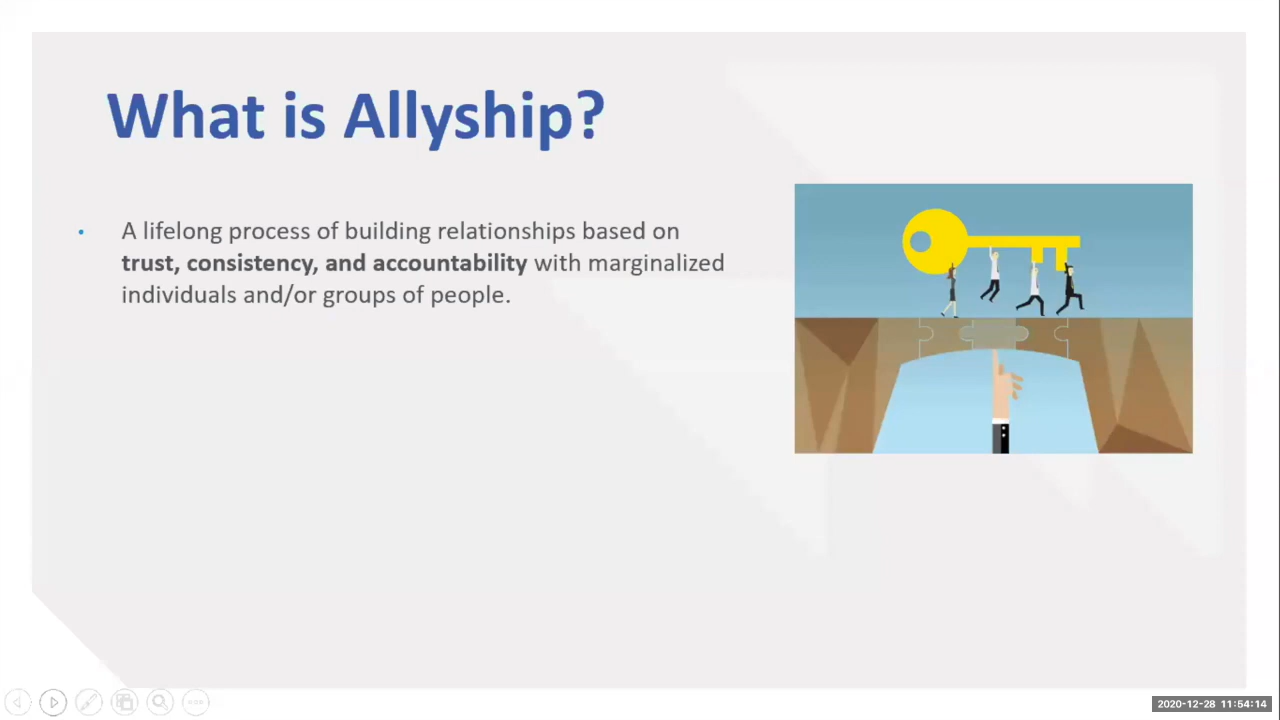 What is Allyship?
• A lifelong process of building relationships based on
trust, consistency, and accountability with marginalized
individuals and/or groups of people.
2020-12-28 11:54:14